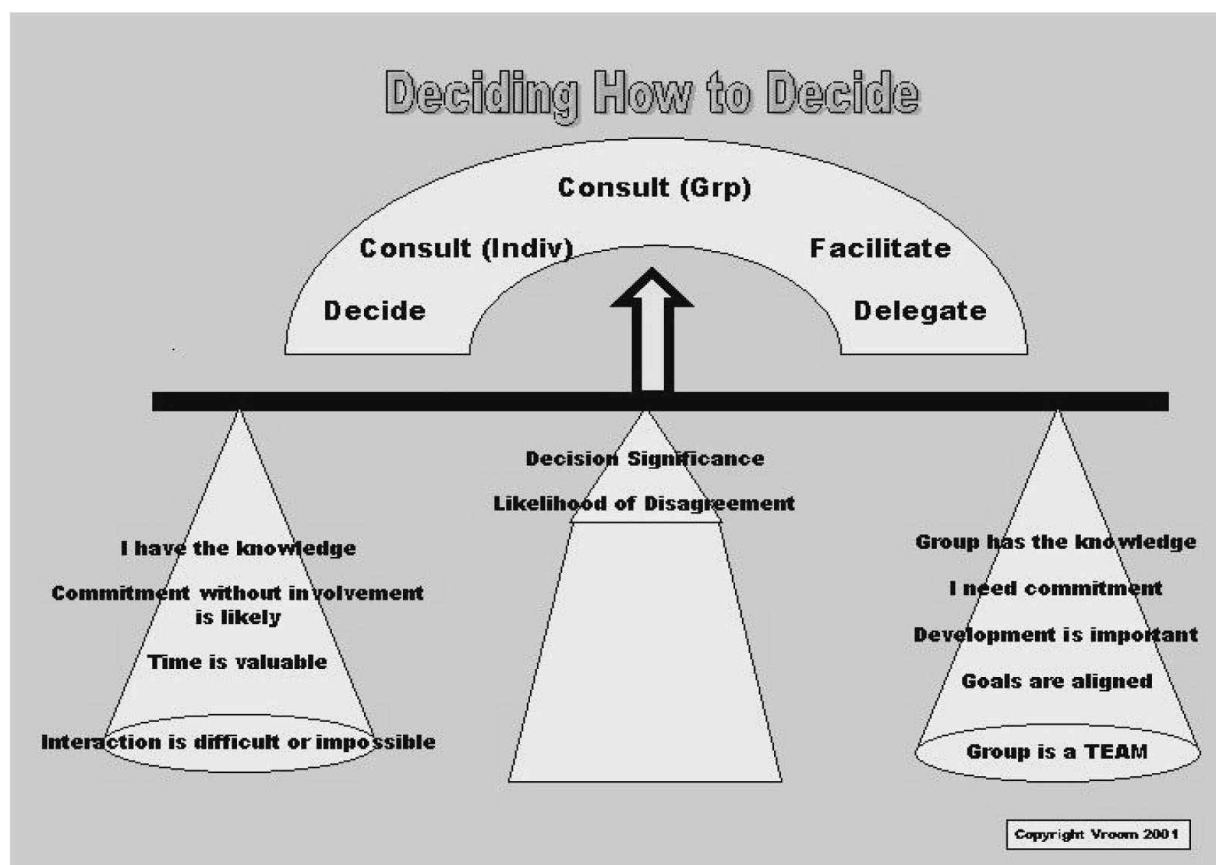 Deciding How to Decide
Consult (Grp)
Consult (Indiv)
Facilitate
Decide
Delegate
Decision Significance
Likelihood of Disagreement
I have the knowledge
Commitment without involvement
is likely
Time is valuable
Interaction is difficult or impossible
Group has the knowledge
I need commitment
Development is important
Goals are aligned
Group is a TEAM
Copyright Vroom 2001